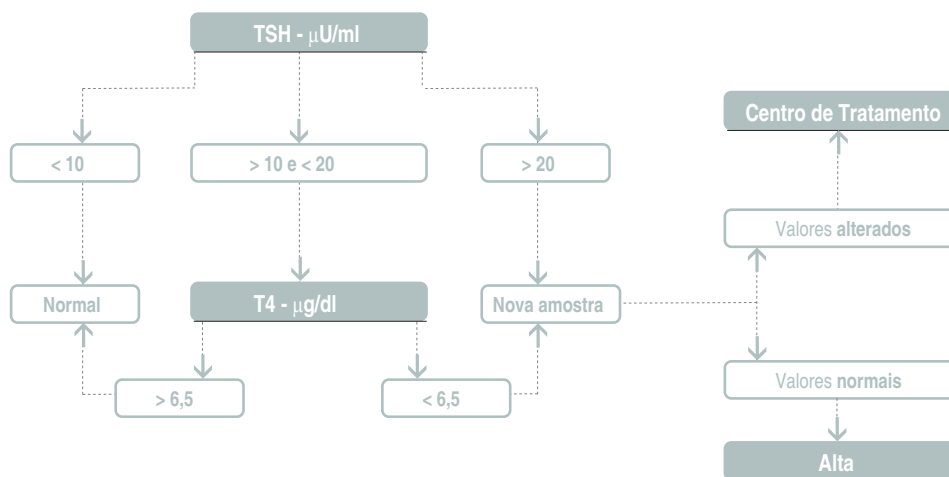 TSH - µU/ml
Centro de Tratamento
< 10
> 10 e < 20
> 20
Valores alterados
Normal
T4 - µg/dl
Nova amostra
> 6,5
< 6,5
Valores normais
Alta